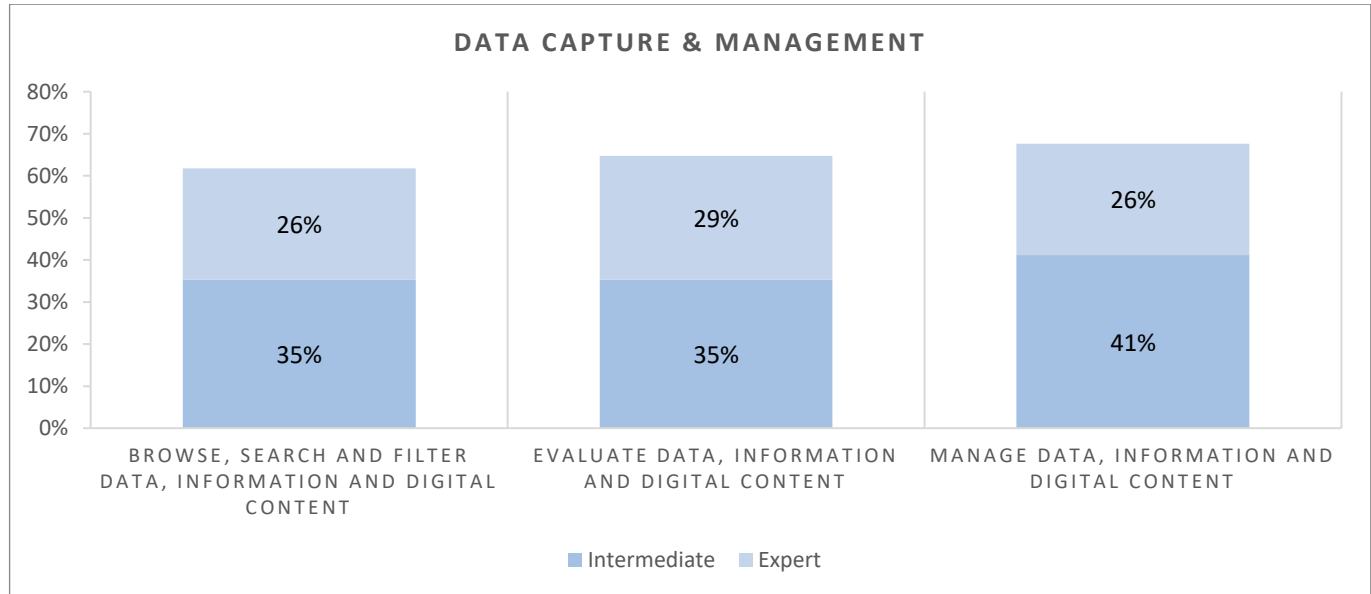 DATA CAPTURE & MANAGEMENT
80%
70%
60%
50%
40%
30%
20%
10%
0%
26%
35%
29%
35%
26%
41%
BROWSE, SEARCH AND FILTER
DATA, INFORMATION AND DIGITAL
CONTENT
EVALUATE DATA, INFORMATION
AND DIGITAL CONTENT
MANAGE DATA, INFORMATION AND
DIGITAL CONTENT
Intermediate
Expert